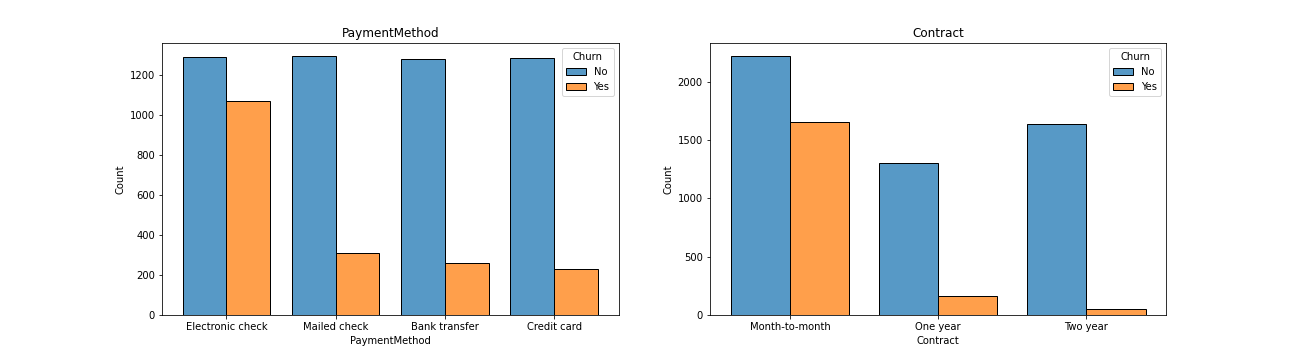 PaymentMethod
Churn
No
Yes
1200
1000
800
600
400
200
0
Count
Electronic check
Mailed check
Bank transfer
Credit card
PaymentMethod
Contract
Churn
No
Yes
2000
1500
1000
500
0
Count
Month-to-month
One year
Two year
Contract